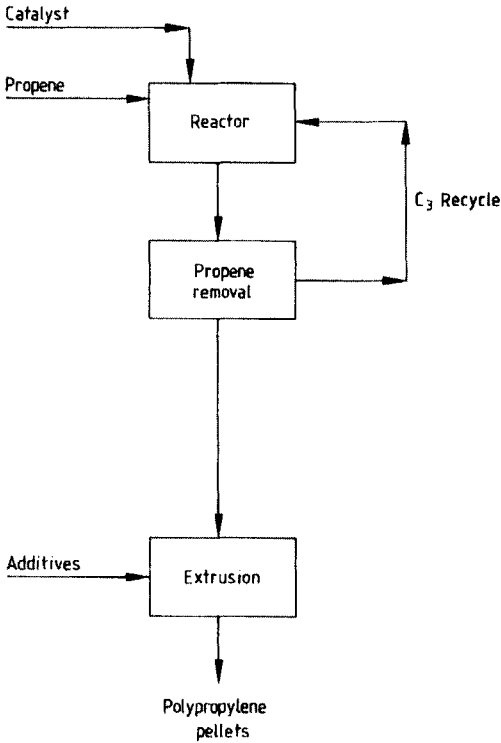 Catalyst
Propene
Reactor
C₃ Recycle
Propene
removal
Additives
Extrusion
Polypropylene
pellets